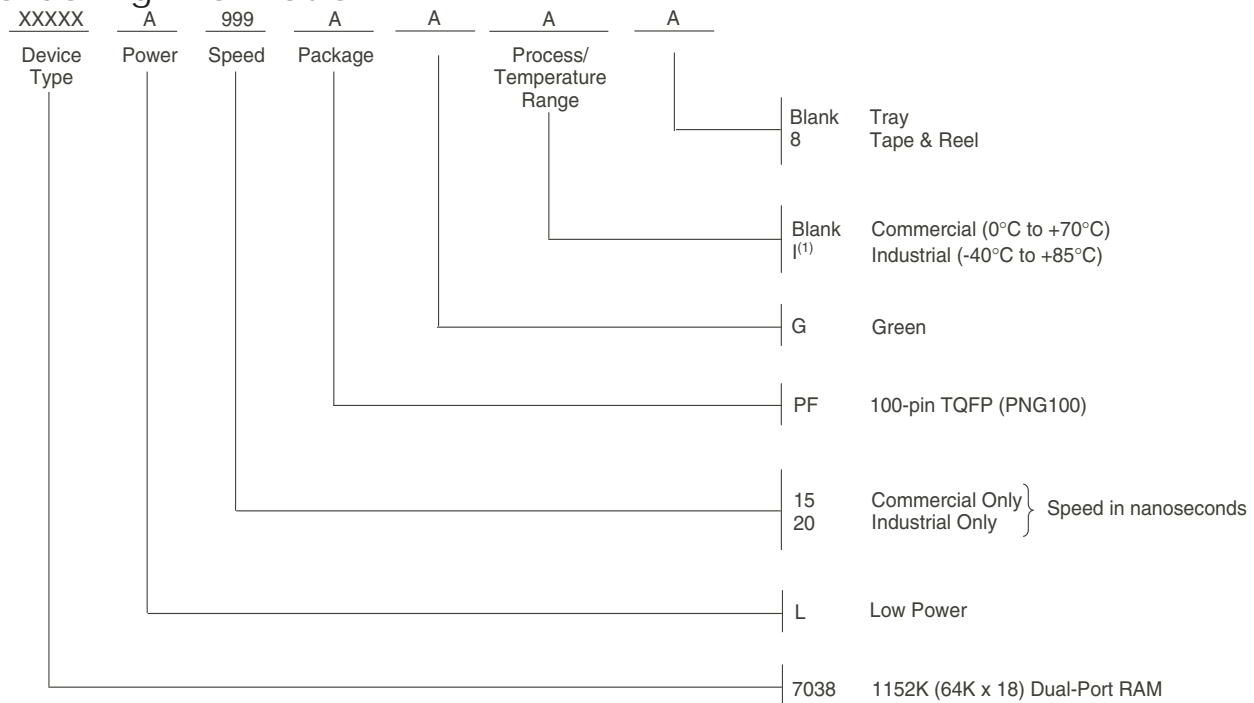 XXXXX A 999 A A A A
Device Type
Power
Speed
Package
Process/
Temperature
Range
Blank Tray
8 Tape & Reel
Blank Commercial (0°C to +70°C)
I(1) Industrial (-40°C to +85°C)
G Green
PF 100-pin TQFP (PNG100)
15 Commercial Only
20 Industrial Only
Speed in nanoseconds
L Low Power
7038 1152K (64K x 18) Dual-Port RAM